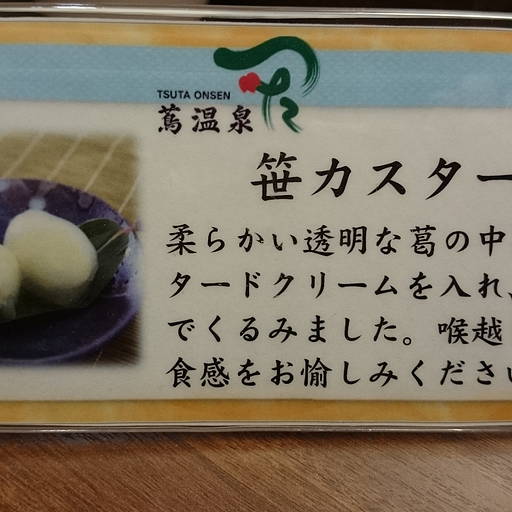 TSUTA ONSEN
蔦温泉
笹カスター
柔らかい透明な葛の中
タードクリームを入れ、
でくるみました。喉越
食感をお愉しみください